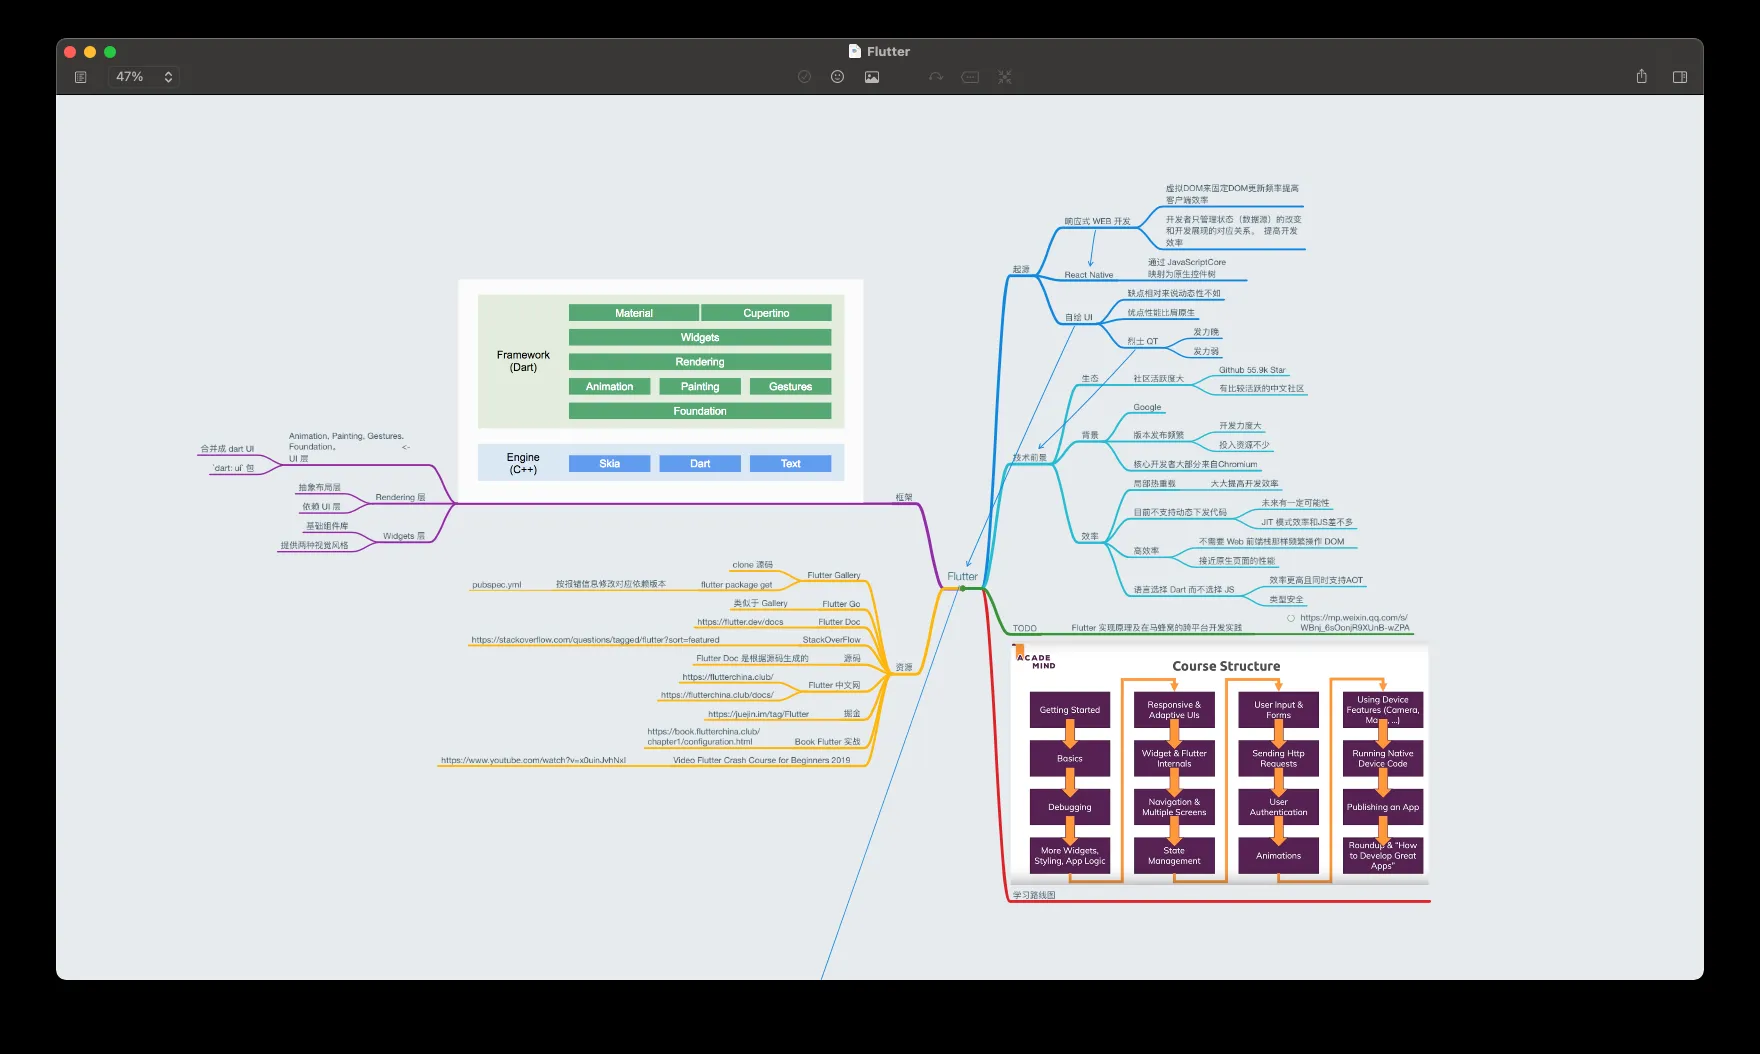 Flutter
47%
Material
Cupertino
Widgets
Framework
(Dart)
Rendering
Animation
Painting
Gestures
Foundation
Engine
(C++)
Skia
Dart
Text
框架
Animation, Painting, Gestures,
Foundation, <-
UI 层
合并成 dart UI
`dart: ui` 包
Rendering 层
抽象布局层
依赖 UI 层
Widgets 层
基础组件库
提供两种视觉风格
Flutter
资源
Flutter Gallery
clone 源码
flutter package get
按报错信息修改对应依赖版本
pubspec.yml
Flutter Go
类似于 Gallery
Flutter Doc
https://flutter.dev/docs
StackOverFlow
https://stackoverflow.com/questions/tagged/flutter?sort=featured
源码
Flutter Doc 是根据源码生成的
Flutter 中文网
https://flutterchina.club/
https://flutterchina.club/docs/
掘金
https://juejin.im/tag/Flutter
Book Flutter 实战
https://book.flutterchina.club/
chapter1/configuration.html
Video Flutter Crash Course for Beginners 2019
https://www.youtube.com/watch?v=x0uinJvhNxI
起源
响应式 WEB 开发
虚拟DOM来固定DOM更新频率提高
客户端效率
开发者只管理状态（数据源）的改变
和开发展现的对应关系， 提高开发
效率
React Native
通过 JavaScriptCore
映射为原生控件树
自绘 UI
缺点相对来说动态性不如
优点性能比肩原生
烈士 QT
发力晚
发力弱
技术前景
生态
社区活跃度大
Github 55.9k Star
有比较活跃的中文社区
背景
Google
版本发布频繁
开发力度大
投入资源不少
核心开发者大部分来自Chromium
效率
局部热重载
大大提高开发效率
目前不支持动态下发代码
未来有一定可能性
JIT 模式效率和JS差不多
高效率
不需要 Web 前端栈那样频繁操作 DOM
接近原生页面的性能
语言选择 Dart 而不选择 JS
效率更高且同时支持AOT
类型安全
TODO
Flutter 实现原理及在马蜂窝的跨平台开发实践
https://mp.weixin.qq.com/s/
WBnj_6sOonjR9XUnB-wZPA
ACADE
MIND
Course Structure
Getting Started
Basics
Debugging
More Widgets,
Styling, App Logic
Responsive &
Adaptive UIs
Widget & Flutter
Internals
Navigation &
Multiple Screens
State
Management
User Input &
Forms
Sending Http
Requests
User
Authentication
Animations
Using Device
Features (Camera,
...)
Running Native
Device Code
Publishing an App
Roundup & "How
to Develop Great
Apps"
学习路线图